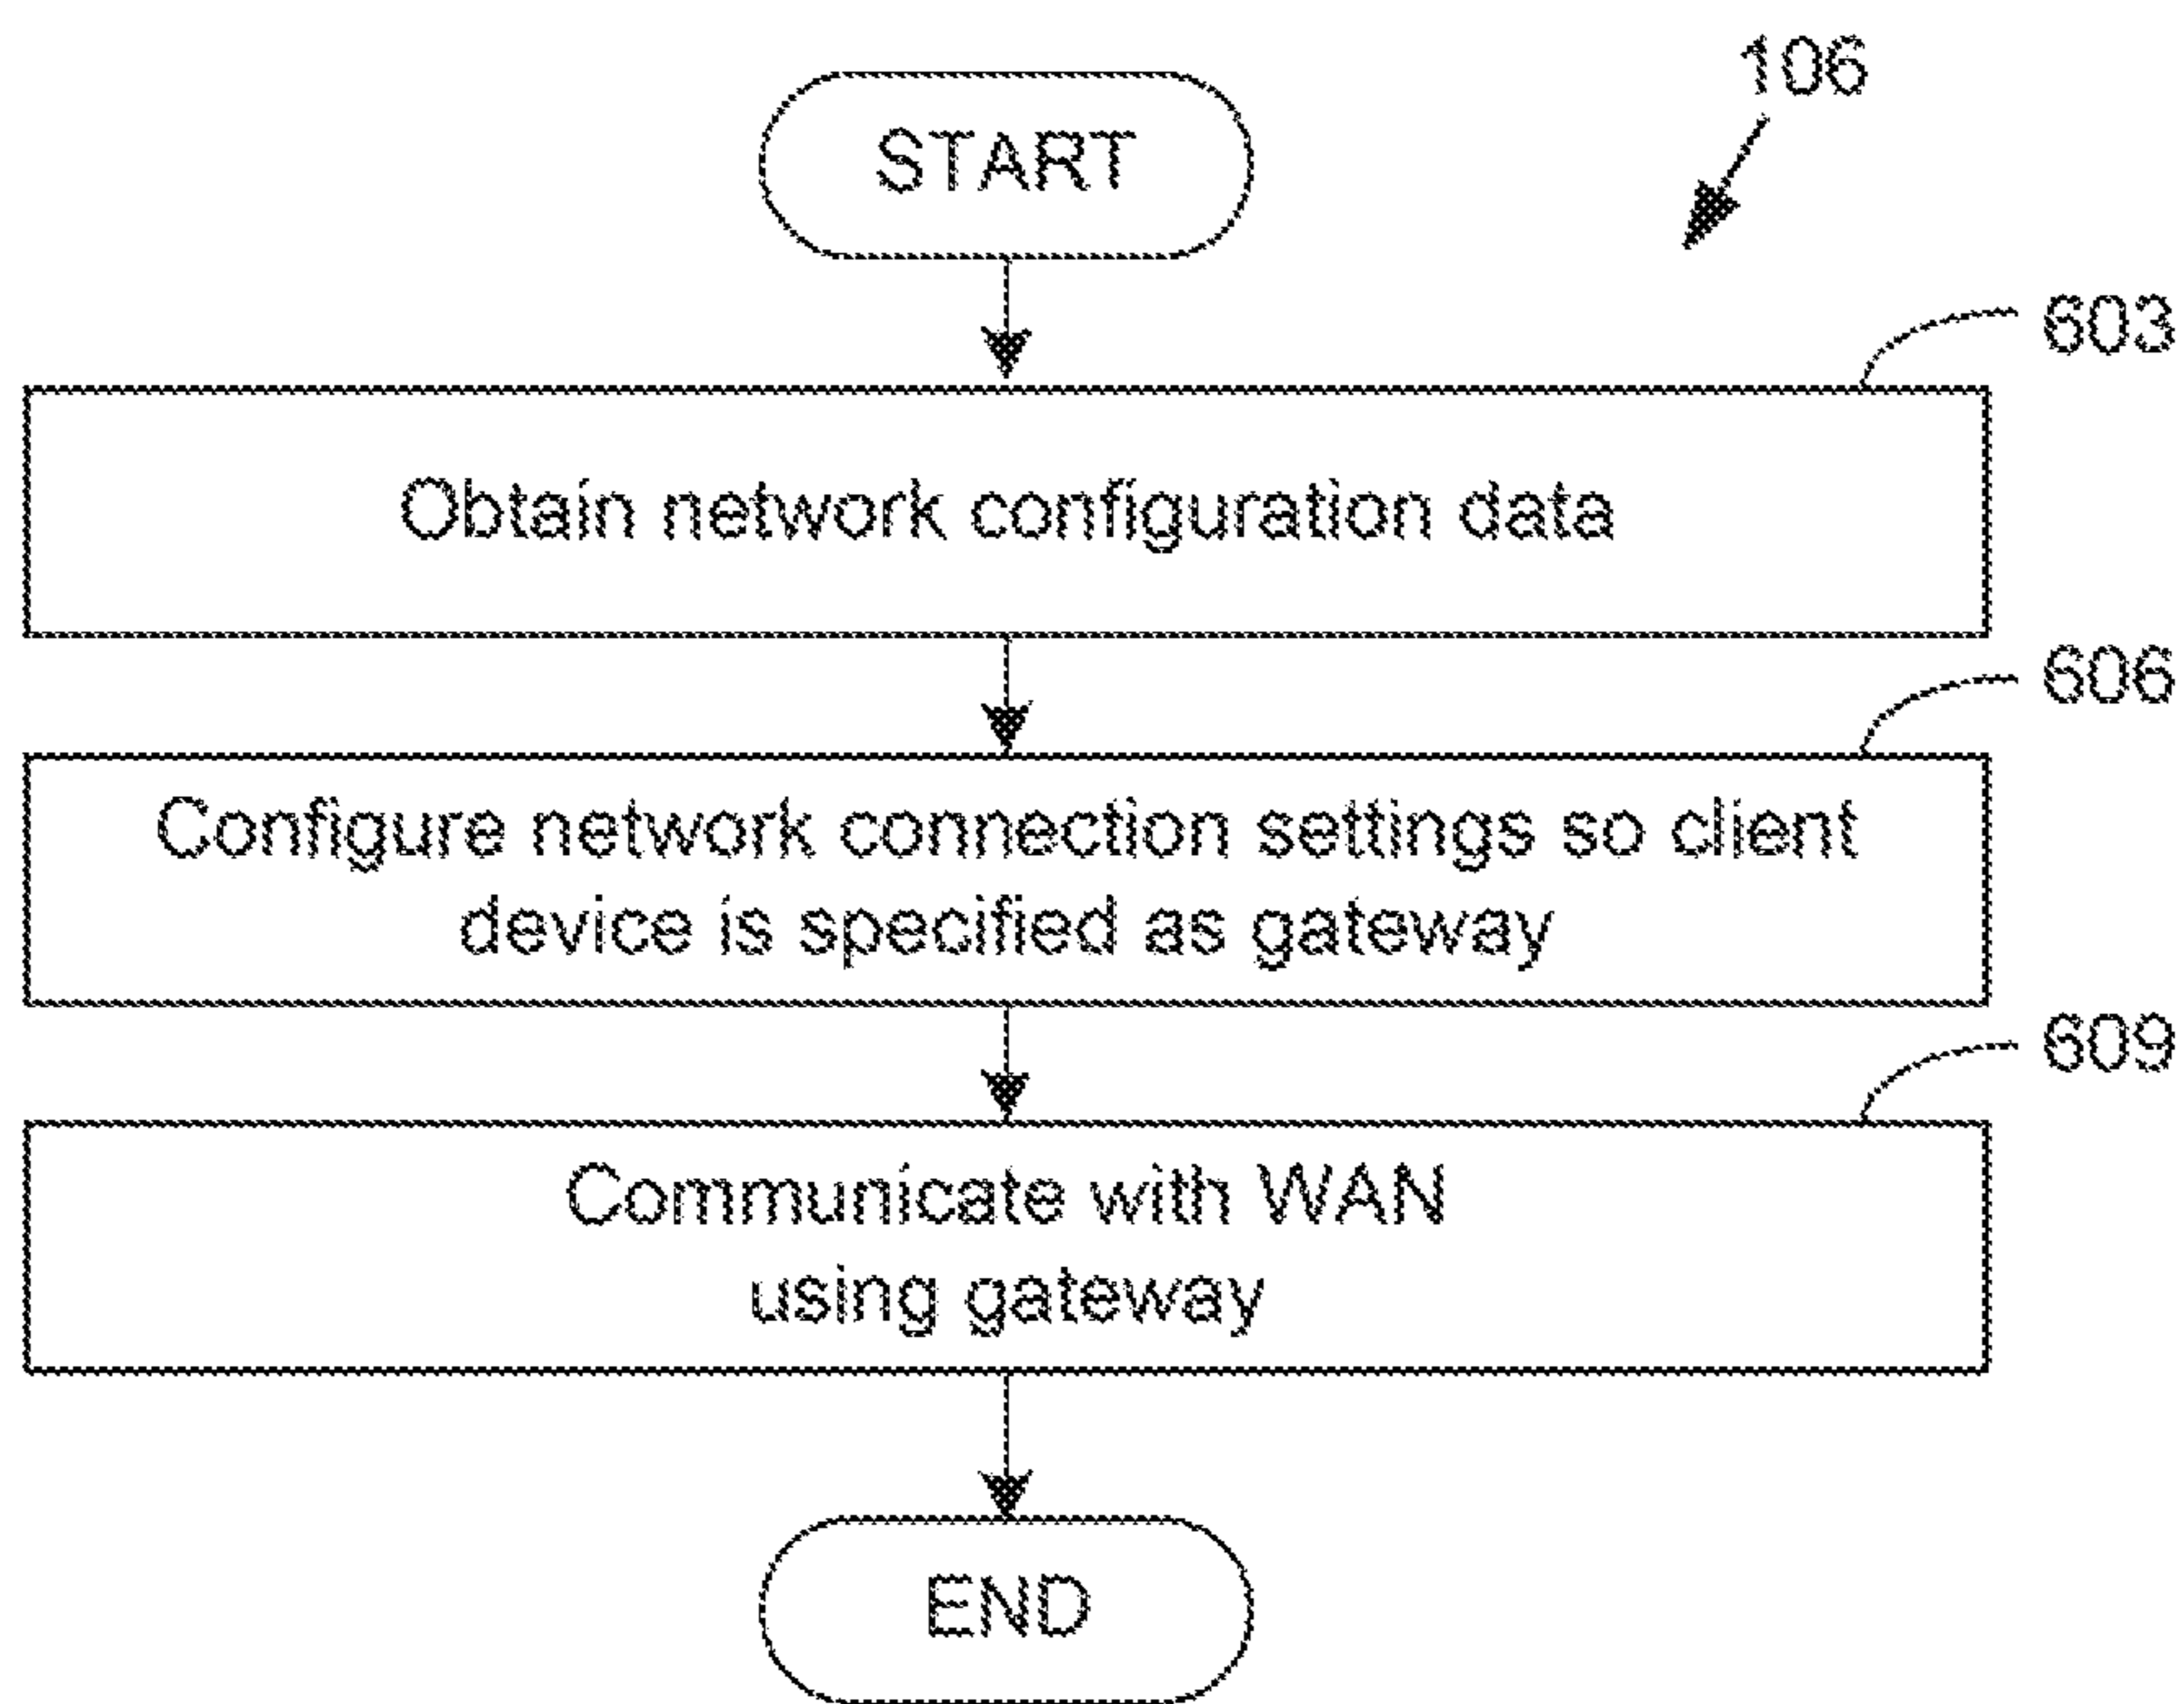 106
START
603
Obtain network configuration data
606
Configure network connection settings so client
device is specified as gateway
609
Communicate with WAN
using gateway
END